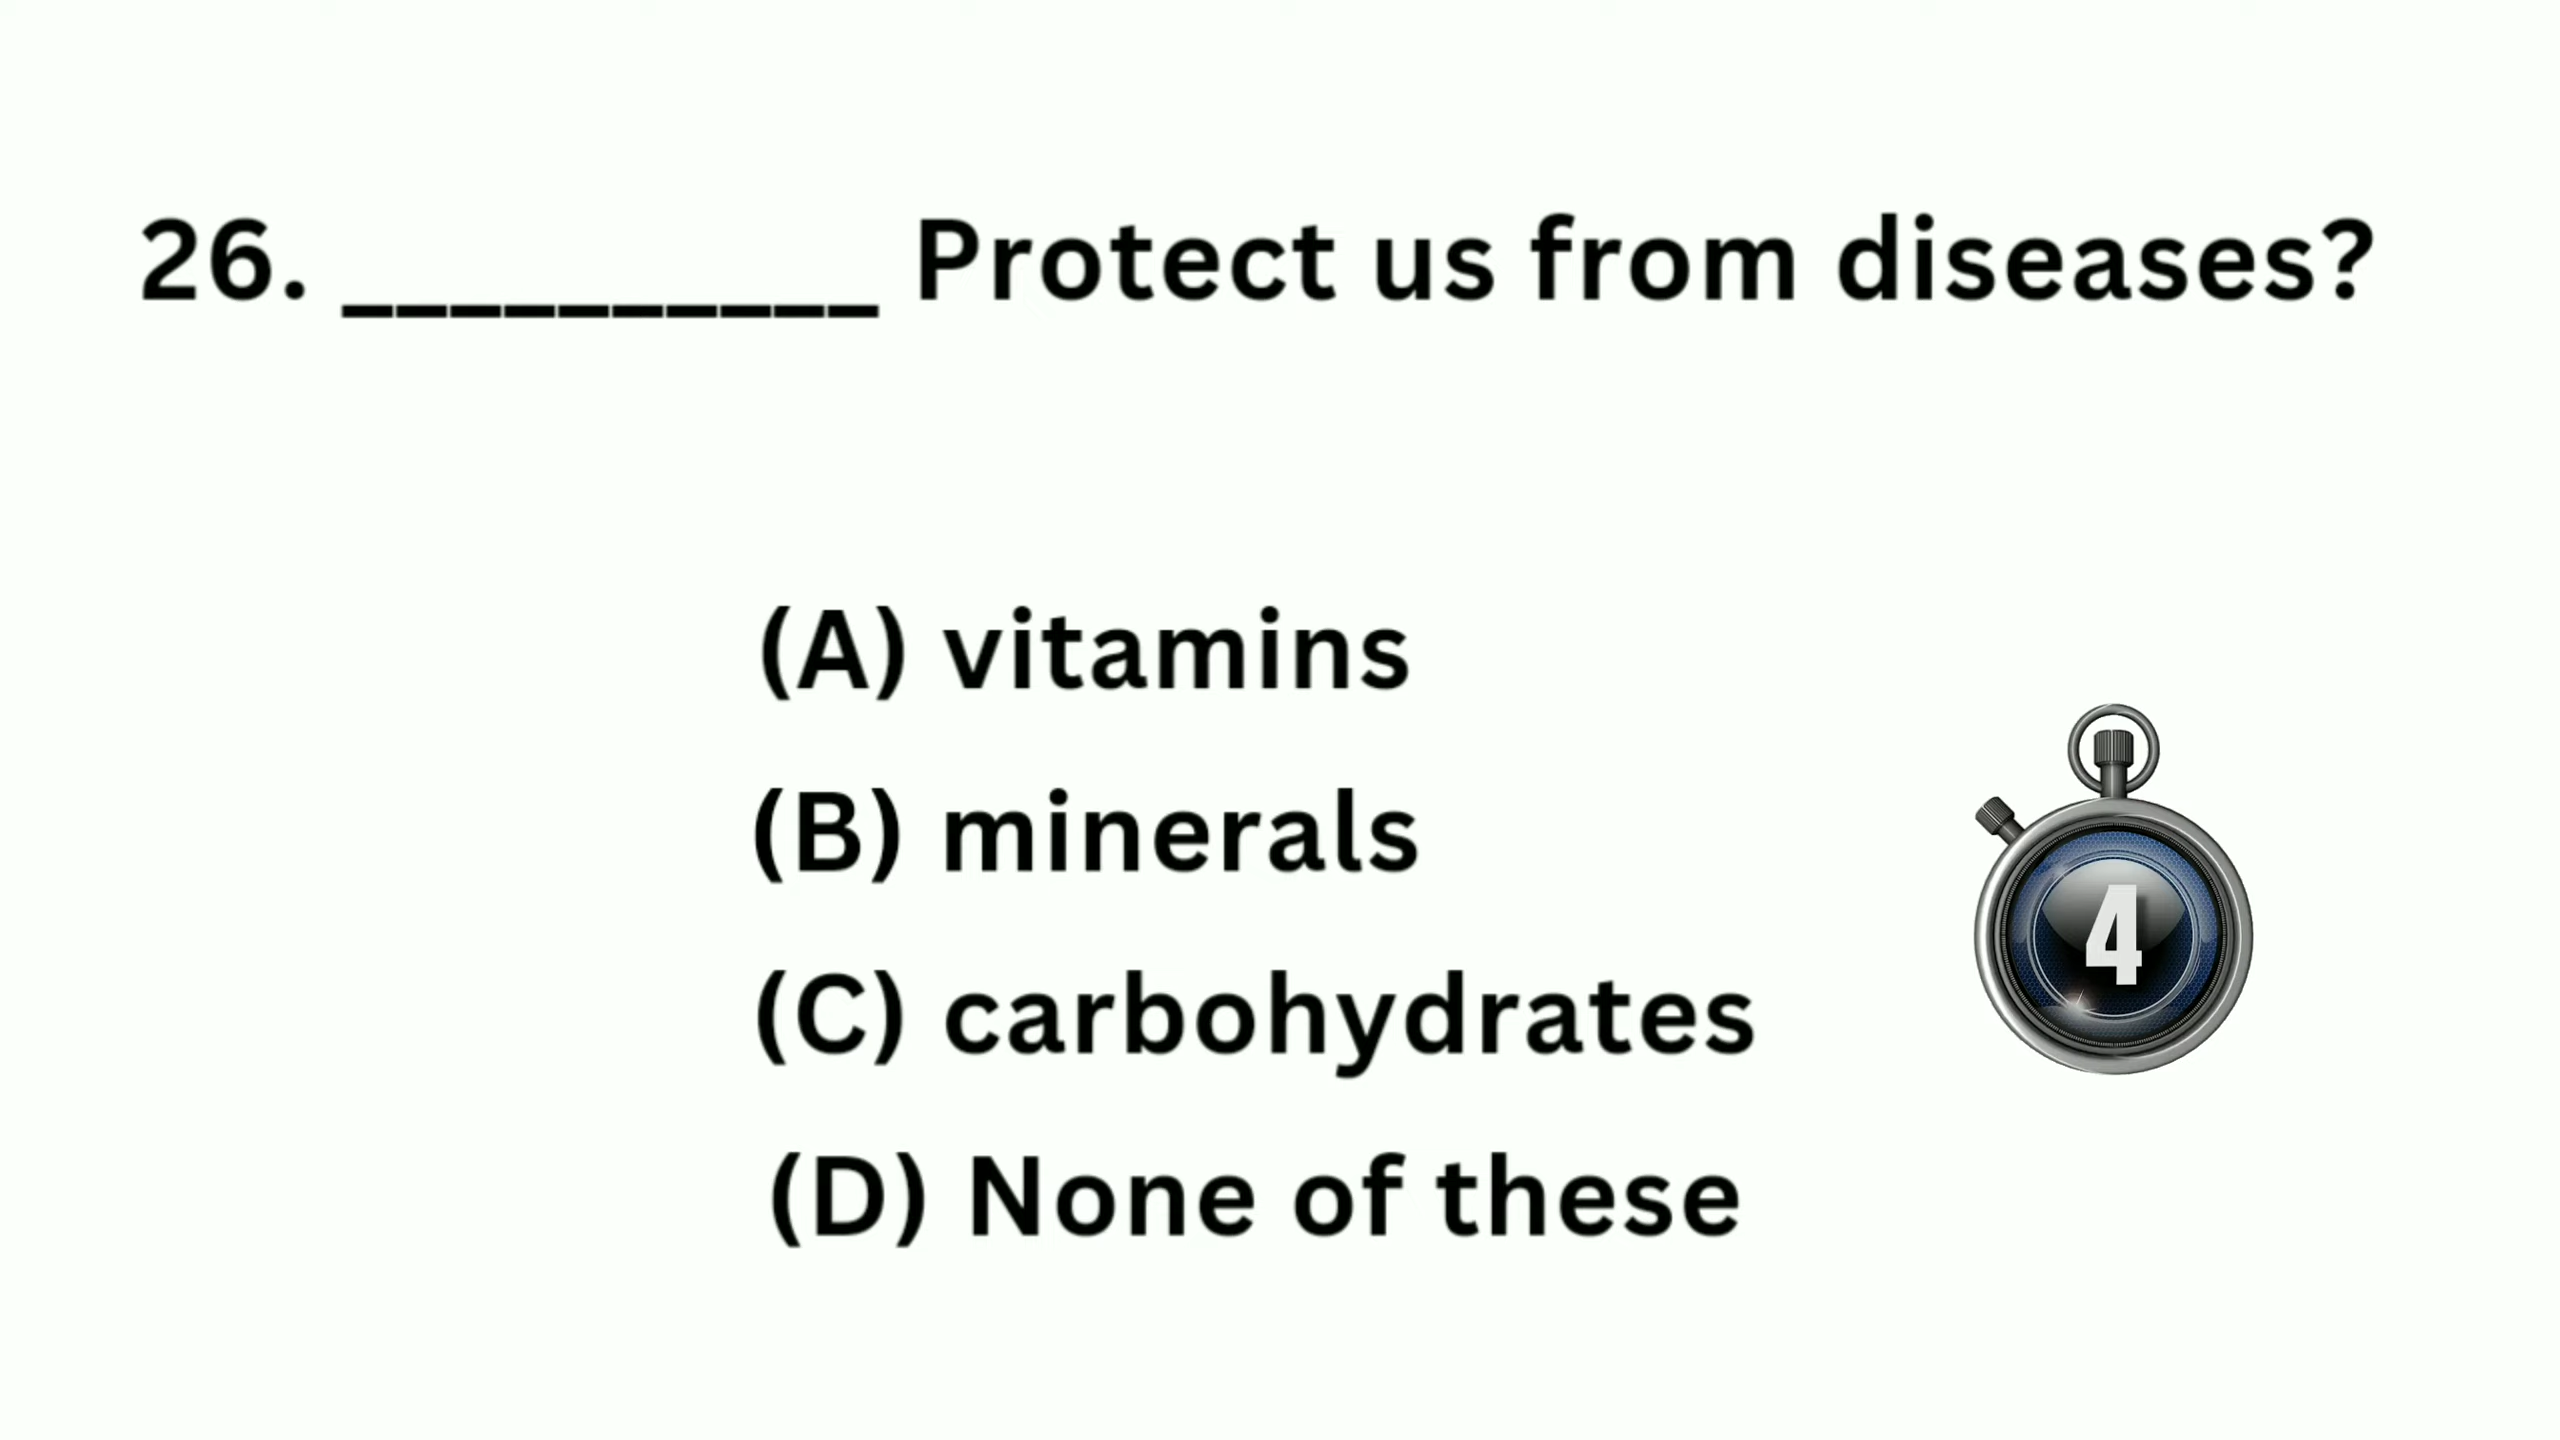 26. __________ Protect us from diseases?
(A) vitamins
(B) minerals
(C) carbohydrates
(D) None of these
4